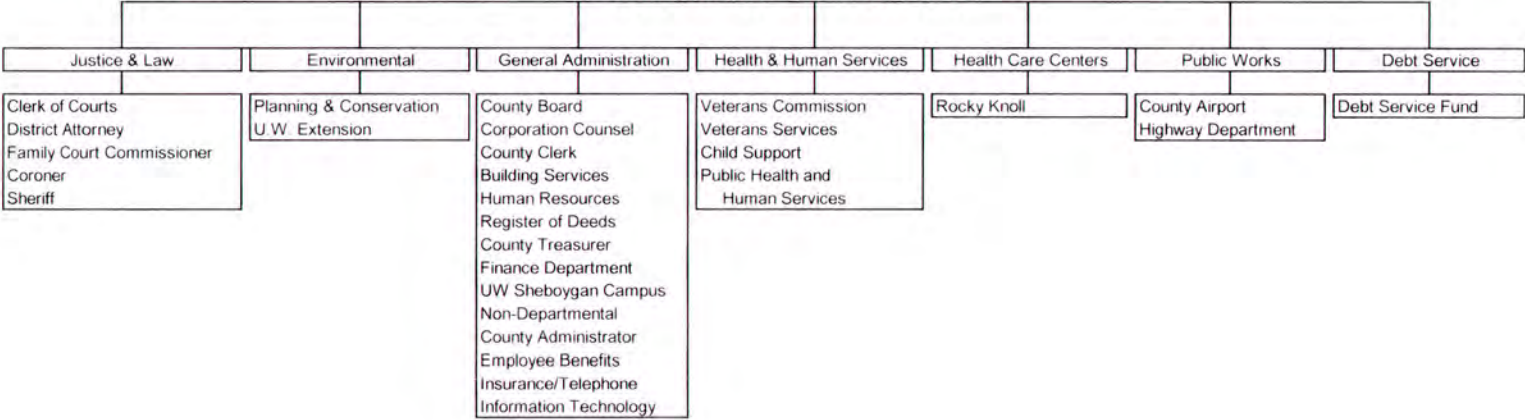 Justice & Law
Environmental
General Administration
Health & Human Services
Health Care Centers
Public Works
Debt Service
Clerk of Courts
District Attorney
Family Court Commissioner
Coroner
Sheriff
Planning & Conservation
U.W. Extension
County Board
Corporation Counsel
County Clerk
Building Services
Human Resources
Register of Deeds
County Treasurer
Finance Department
UW Sheboygan Campus
Non-Departmental
County Administrator
Employee Benefits
Insurance/Telephone
Information Technology
Veterans Commission
Veterans Services
Child Support
Public Health and
Human Services
Rocky Knoll
County Airport
Highway Department
Debt Service Fund